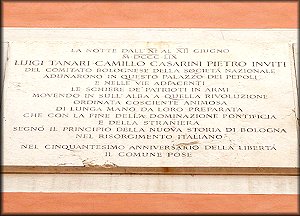 LA NOTTE DALL'XI AL XII GIUGNO
M DCCC LIX
LUIGI TANARI CAMILLO CASARINI PIETRO INVITI
DEL COMITATO BOLOGNESE DELLA SOCIETÀ NAZIONALE
ADUNARONO IN QUESTO PALAZZO DEI PEPOLI
E NELLE VIE ADIACENTI
LE SCHIERE DE' PATRIOTI IN ARMI
MOVENDO IN SULL'ALBA A QUELLA RIVOLUZIONE
ORDINATA COSCIENTE ANIMOSA
DI LUNGA MANO DA LORO PREPARATA
CHE CON LA FINE DELLA DOMINAZIONE PONTIFICIA
E DELLA STRANIERA
SEGNÒ IL PRINCIPIO DELLA NUOVA STORIA DI BOLOGNA
NEL RISORGIMENTO ITALIANO
NEL CINQUANTESIMO ANNIVERSARIO DELLA LIBERTÀ
IL COMUNE POSE